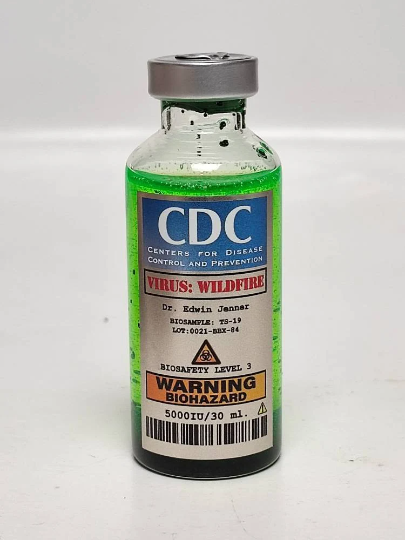 CDC
CENTERS FOR DISEASE
CONTROL AND PREVENTION
VIRUS: WILDFIRE
Dr. Edwin Jenner
BIOSAMPLE: TS-19
LOT:0021-BBX-84
BIOSAFETY LEVEL 3
WARNING
BIOHAZARD
5000IU/30 ml.